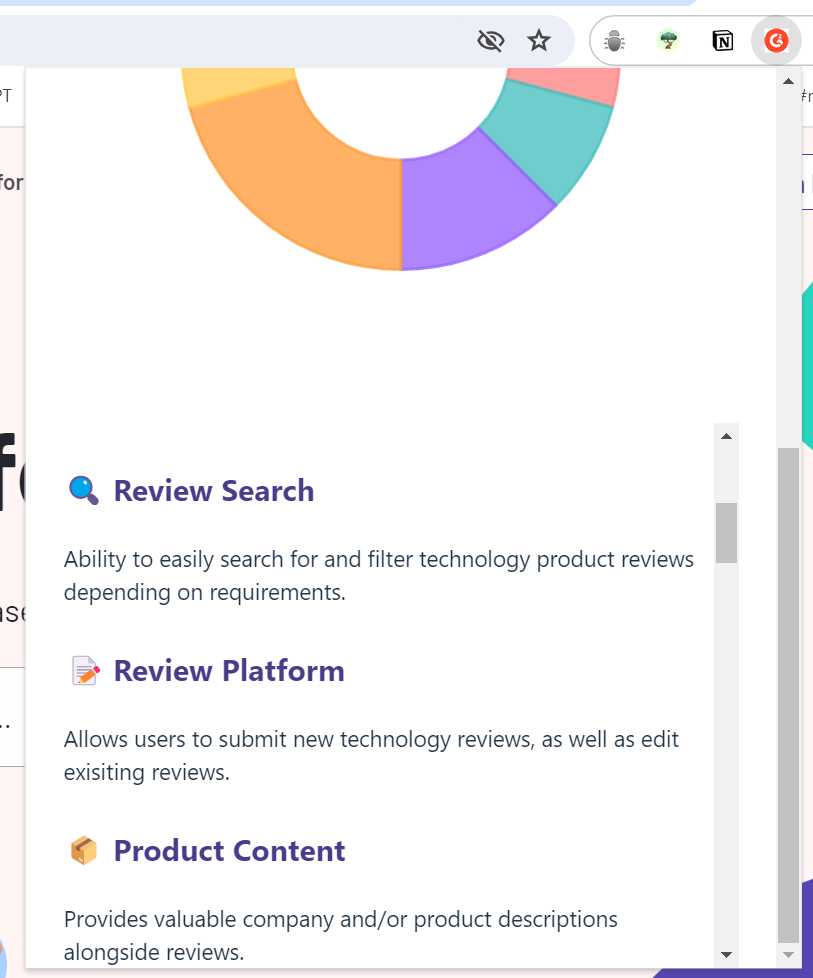 for
Review Search
Ability to easily search for and filter technology product reviews
depending on requirements.
Review Platform
Allows users to submit new technology reviews, as well as edit
exisiting reviews.
Product Content
Provides valuable company and/or product descriptions
alongside reviews.